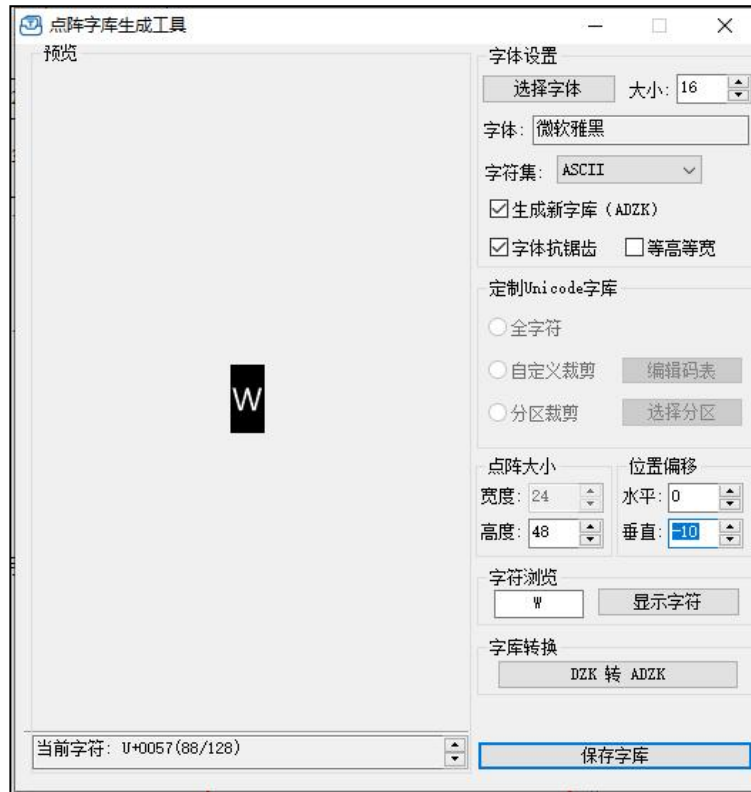 点阵字库生成工具
预览
W
当前字符: U+0057(88/128)
字体设置
选择字体 大小: 16
字体: 微软雅黑
字符集: ASCII
生成新字库 (ADZK)
字体抗锯齿 等高等宽
定制Unicode字库
全字符
自定义裁剪 编辑码表
分区裁剪 选择分区
点阵大小 位置偏移
宽度: 24 水平: 0
高度: 48 垂直: -10
字符浏览
W 显示字符
字库转换
DZK 转 ADZK
保存字库